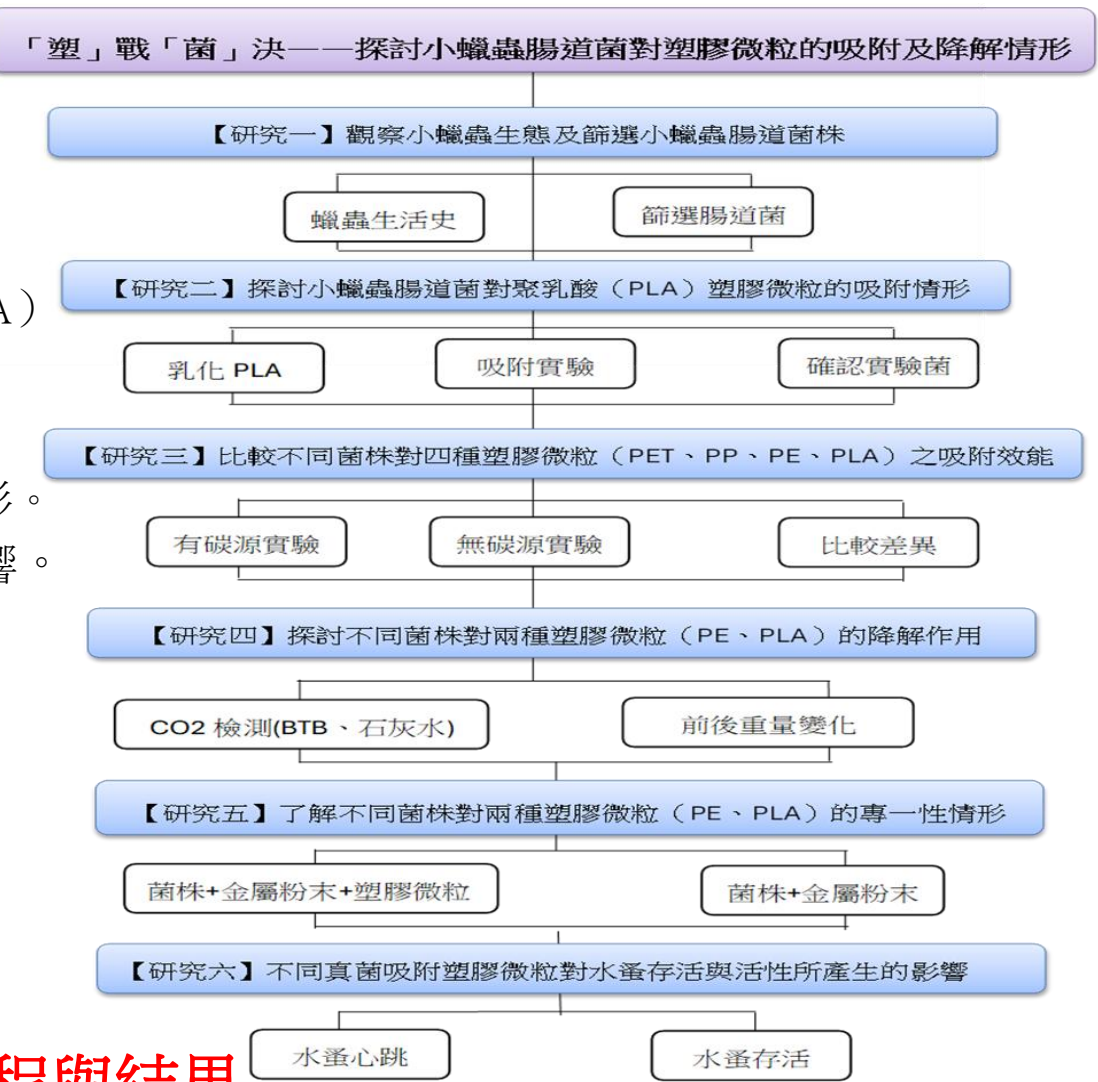 「塑」戰「菌」決——探討小蠟蟲腸道菌對塑膠微粒的吸附及降解情形
【研究一】觀察小蠟蟲生態及篩選小蠟蟲腸道菌株
蠟蟲生活史
篩選腸道菌
A）
【研究二】探討小蠟蟲腸道菌對聚乳酸（PLA）塑膠微粒的吸附情形
乳化 PLA
吸附實驗
確認實驗菌
【研究三】比較不同菌株對四種塑膠微粒（PET、PP、PE、PLA）之吸附效能
形。
響。
有碳源實驗
無碳源實驗
比較差異
【研究四】探討不同菌株對兩種塑膠微粒（PE、PLA）的降解作用
CO2 檢測(BTB、石灰水)
前後重量變化
【研究五】了解不同菌株對兩種塑膠微粒（PE、PLA）的專一性情形
菌株+金屬粉末+塑膠微粒
菌株+金屬粉末
【研究六】不同真菌吸附塑膠微粒對水蚤存活與活性所產生的影響
水蚤心跳
水蚤存活
程與結果